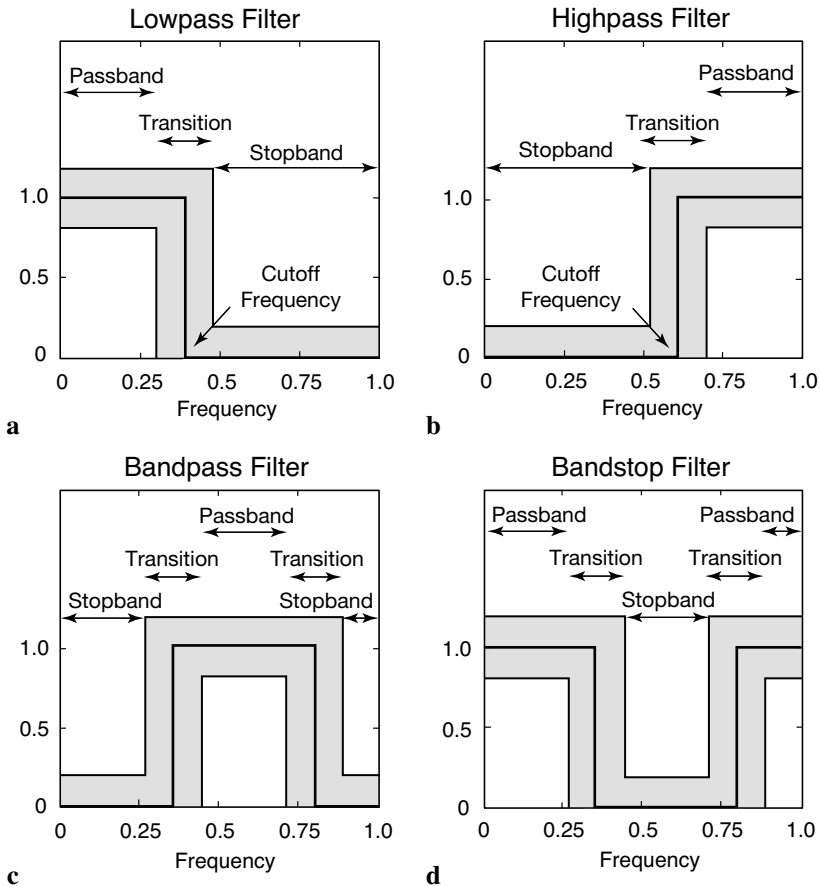 Lowpass Filter
Passband
Transition
Stopband
1.0
0.5
0
Cutoff
Frequency
0 0.25 0.5 0.75 1.0
Frequency
a
Highpass Filter
Passband
Transition
Stopband
1.0
0.5
0
Cutoff
Frequency
0 0.25 0.5 0.75 1.0
Frequency
b
Bandpass Filter
Passband
Transition Transition
Stopband Stopband
1.0
0.5
0
0 0.25 0.5 0.75 1.0
Frequency
c
Bandstop Filter
Passband Passband
Transition Transition
Stopband
1.0
0.5
0
0 0.25 0.5 0.75 1.0
Frequency
d